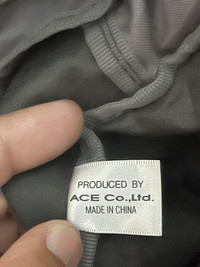 PRODUCED BY
ACE Co.,Ltd.
MADE IN CHINA